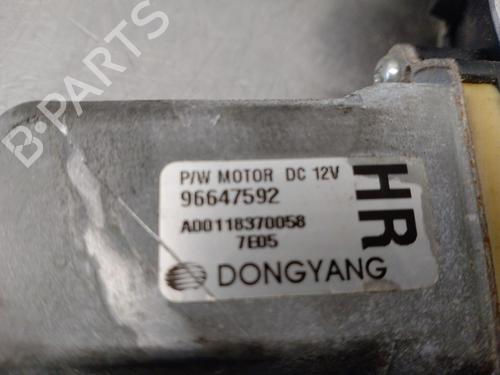 B-PARTS
P/W MOTOR DC 12V
96647592
A00118370058
7E05
HR
DONGYANG